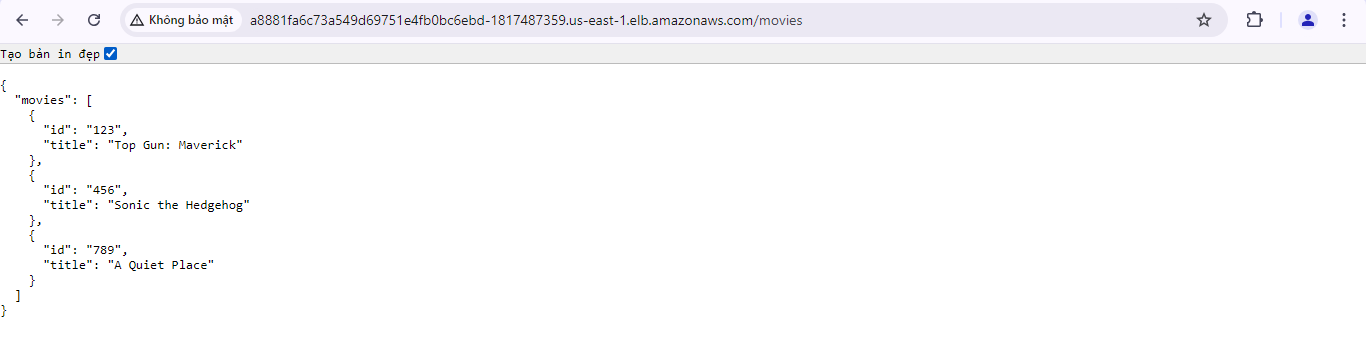 Không bảo mật a8881fa6c73a549d69751e4fb0bc6ebd-1817487359.us-east-1.elb.amazonaws.com/movies
Tạo bản in đẹp
{
  "movies": [
    {
      "id": "123",
      "title": "Top Gun: Maverick"
    },
    {
      "id": "456",
      "title": "Sonic the Hedgehog"
    },
    {
      "id": "789",
      "title": "A Quiet Place"
    }
  ]
}